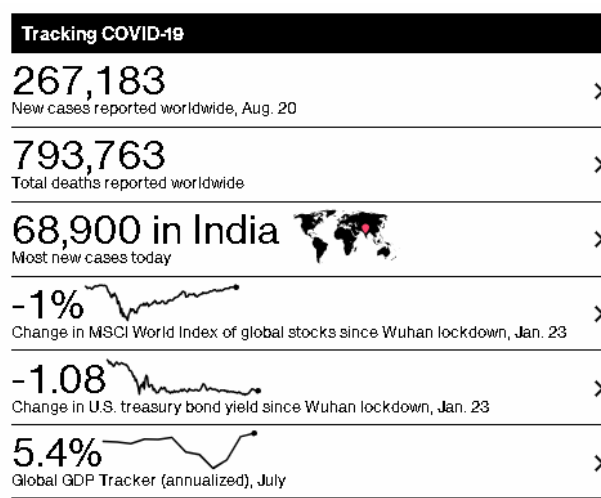 Tracking COVID-19
267,183
New cases reported worldwide, Aug. 20
793,763
Total deaths reported worldwide
68,900 in India
Most new cases today
-1%
Change in MSCI World Index of global stocks since Wuhan lockdown, Jan. 23
-1.08
Change in U.S. treasury bond yield since Wuhan lockdown, Jan. 23
5.4%
Global GDP Tracker (annualized), July